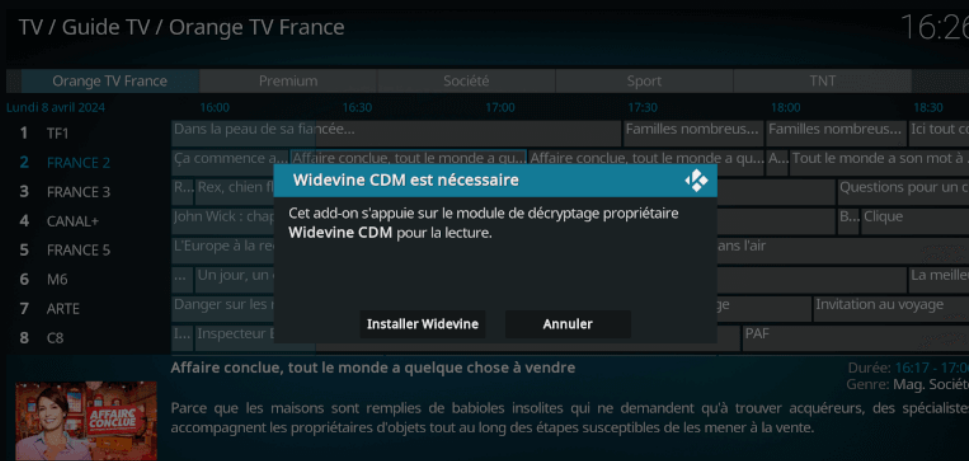 TV / Guide TV / Orange TV France 16:26
Orange TV France Premium Société Sport TNT
Lundi 8 avril 2024 16:00 16:30 17:00 17:30 18:00 18:30
1 TF1 Dans la peau de sa fiancée... Familles nombreus... Familles nombreus... Ici tout co
2 FRANCE 2 Ça commence a... Affaire conclue, tout le monde a qu... Affaire conclue, tout le monde a qu... A... Tout le monde a son mot à
Widevine CDM est nécessaire
3 FRANCE 3 R... Rex, chien fl Questions pour un c
Cet add-on s'appuie sur le module de décryptage propriétaire
4 CANAL+ John Wick : chap B... Clique
Widevine CDM pour la lecture.
5 FRANCE 5 L'Europe à la re ans l'air
6 M6 ... Un jour, un La meille
7 ARTE Danger sur les ge Invitation au voyage
Installer Widevine Annuler
8 C8 I... Inspecteur PAF
Affaire conclue, tout le monde a quelque chose à vendre Durée: 16:17 - 17:0
Genre: Mag. Société
AFFAIRE
CONCLUE
Parce que les maisons sont remplies de babioles insolites qui ne demandent qu'à trouver acquéreurs, des spécialistes
accompagnent les propriétaires d'objets tout au long des étapes susceptibles de les mener à la vente.